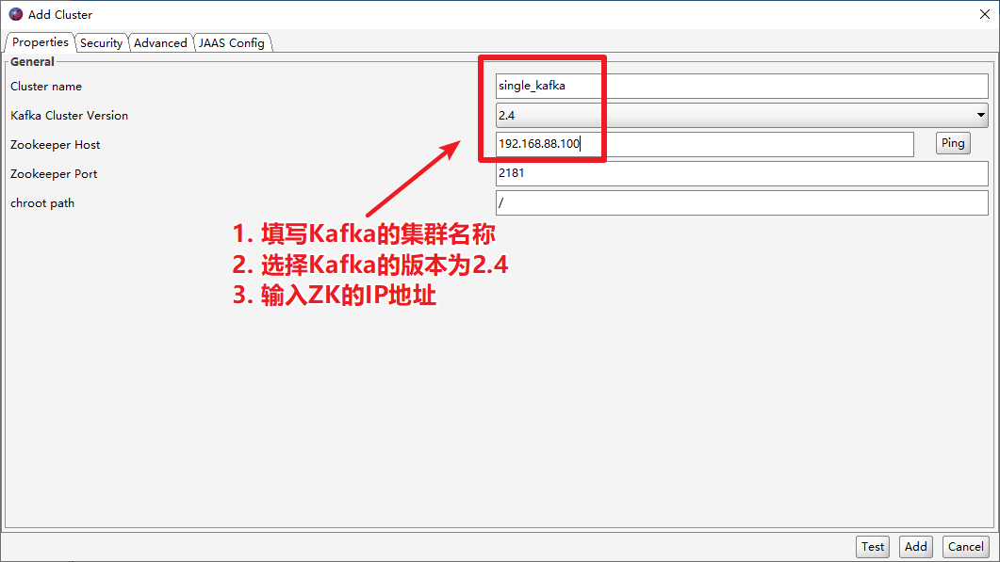 Add Cluster
Properties Security Advanced JAAS Config
General
Cluster name single_kafka
Kafka Cluster Version 2.4
Zookeeper Host 192.168.88.100 Ping
Zookeeper Port 2181
chroot path /
1. 填写Kafka的集群名称
2. 选择Kafka的版本为2.4
3. 输入ZK的IP地址
Test Add Cancel